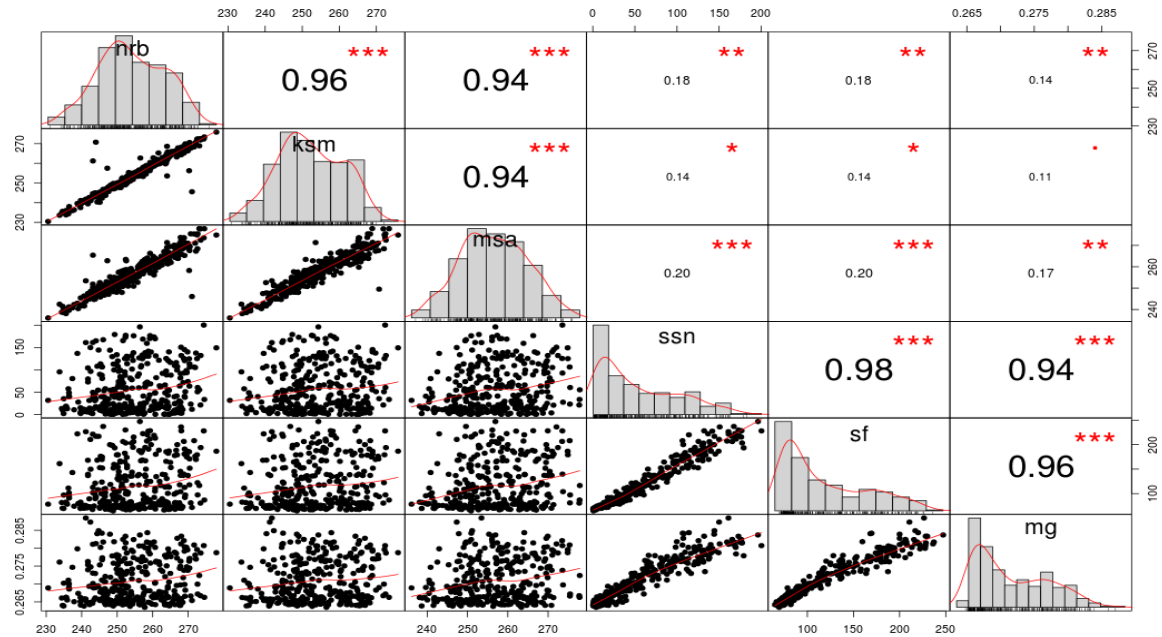 230 240 250 260 270 0 50 100 150 200 0.265 0.275 0.285
nrb 0.96 *** 0.94 *** 0.18 ** 0.18 ** 0.14 ** 230 250 270
230 250 270 ksm 0.94 *** 0.14 * 0.14 * 0.11 .
msa 0.20 *** 0.20 *** 0.17 ** 240 260
0 50 150 ssn 0.98 *** 0.94 ***
sf 0.96 *** 100 200
0.265 0.275 0.285 mg
230 240 250 260 270 240 250 260 270 100 150 200 250